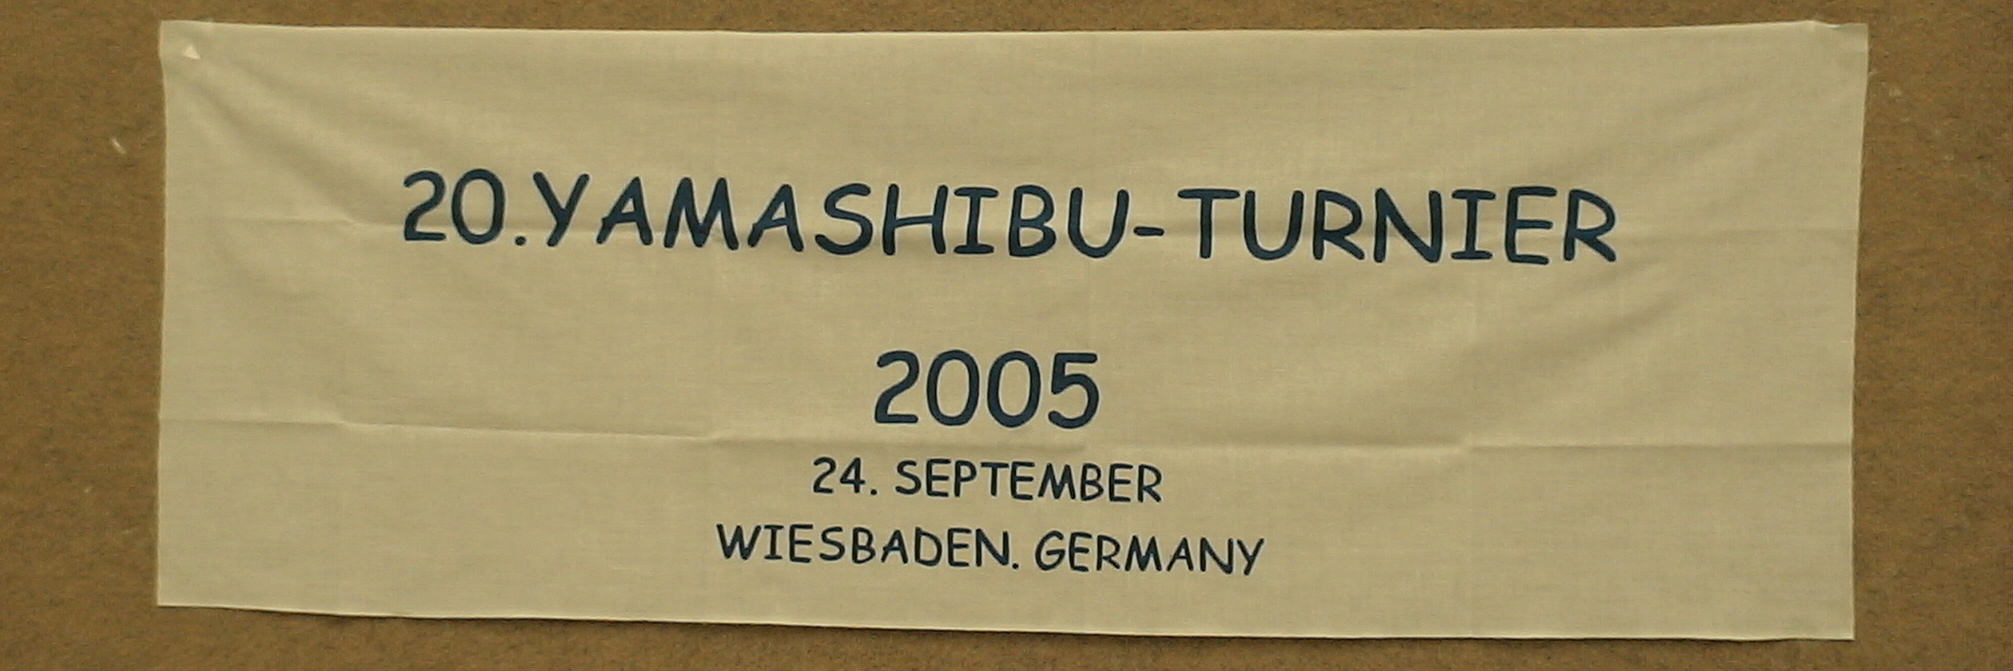 20.YAMASHIBU-TURNIER
2005
24. SEPTEMBER
WIESBADEN. GERMANY